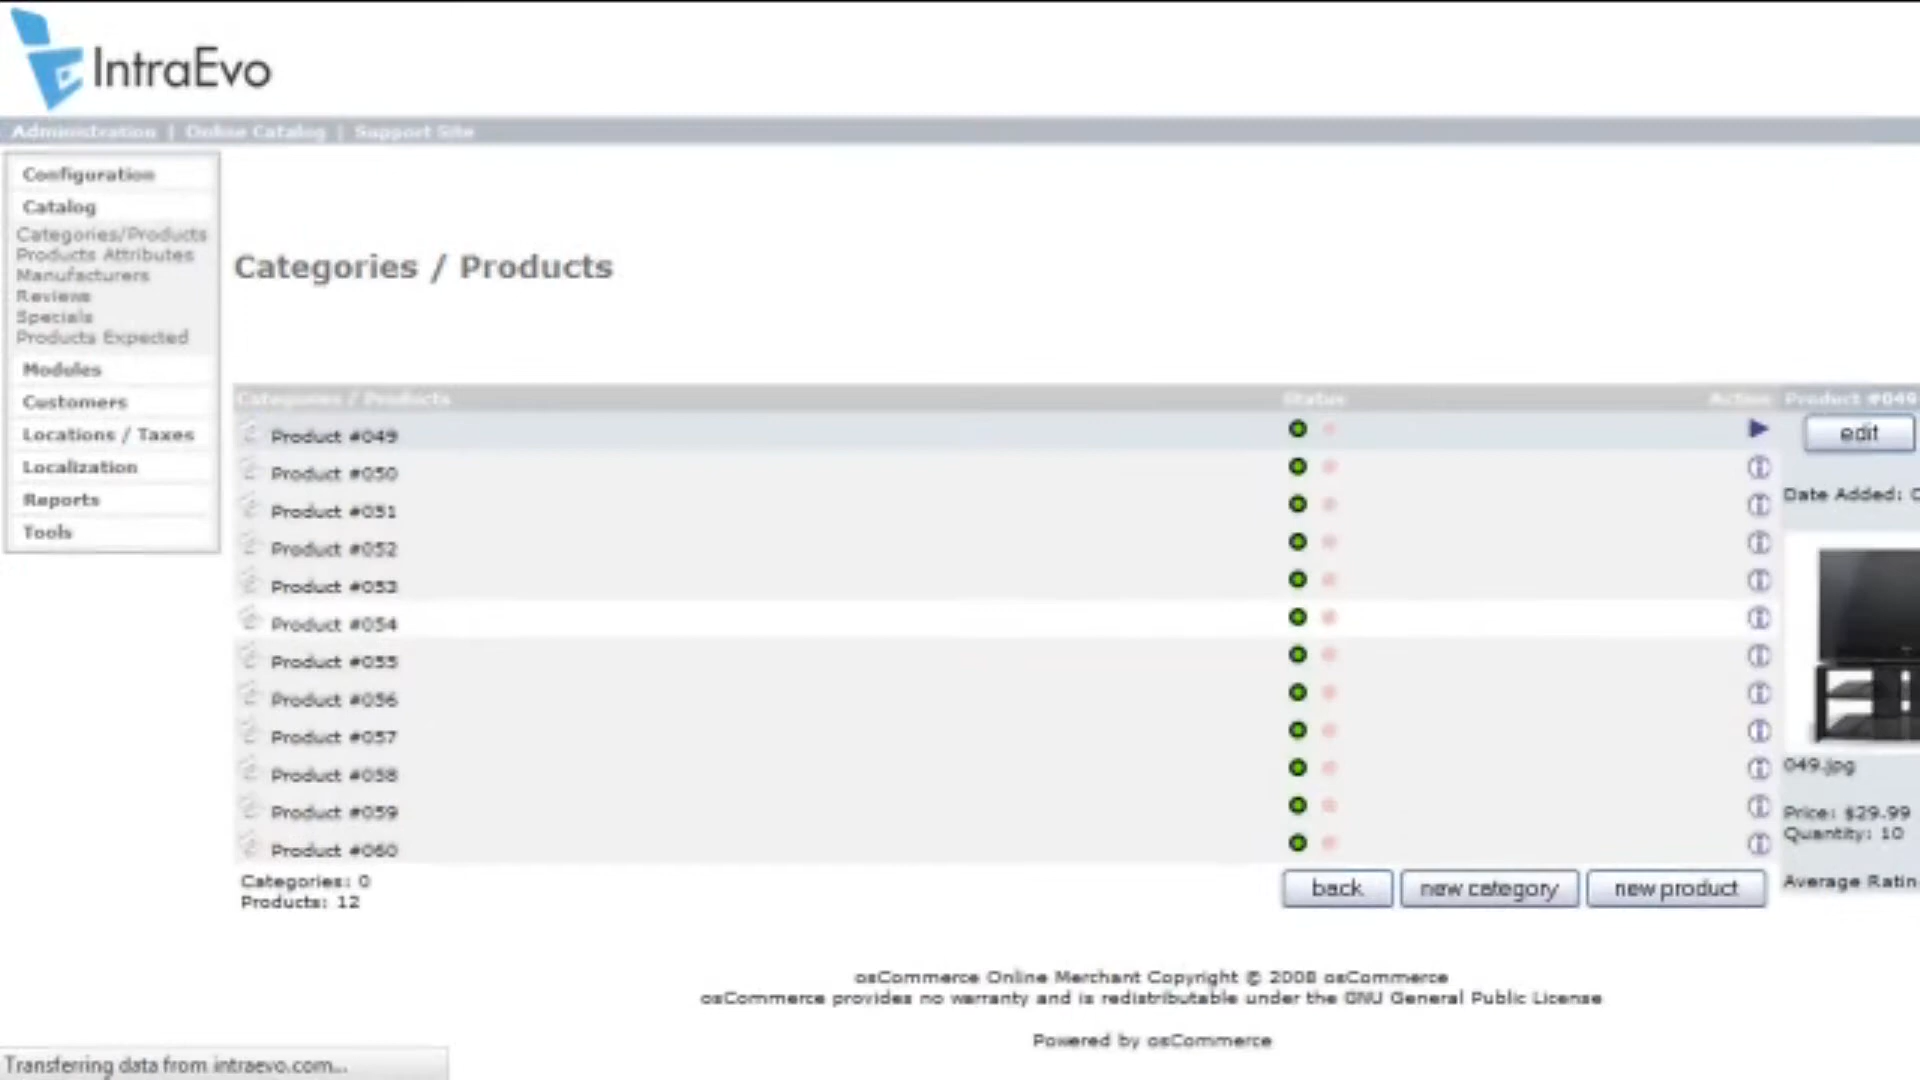 IntraEvo
Administration | Online Catalog | Support Site
Configuration
Catalog
Categories/Products
Products Attributes
Manufacturers
Reviews
Specials
Products Expected
Modules
Customers
Locations / Taxes
Localization
Reports
Tools
Categories / Products
Categories / Products Status Action
Product #049
Product #050
Product #051
Product #052
Product #053
Product #054
Product #055
Product #056
Product #057
Product #058
Product #059
Product #060
Categories: 0
Products: 12
back new category new product
Product #049
edit
Date Added:
049.jpg
Price: $29.99
Quantity: 10
Average Ratin
osCommerce Online Merchant Copyright © 2008 osCommerce
osCommerce provides no warranty and is redistributable under the GNU General Public License
Powered by osCommerce
Transferring data from intraevo.com...